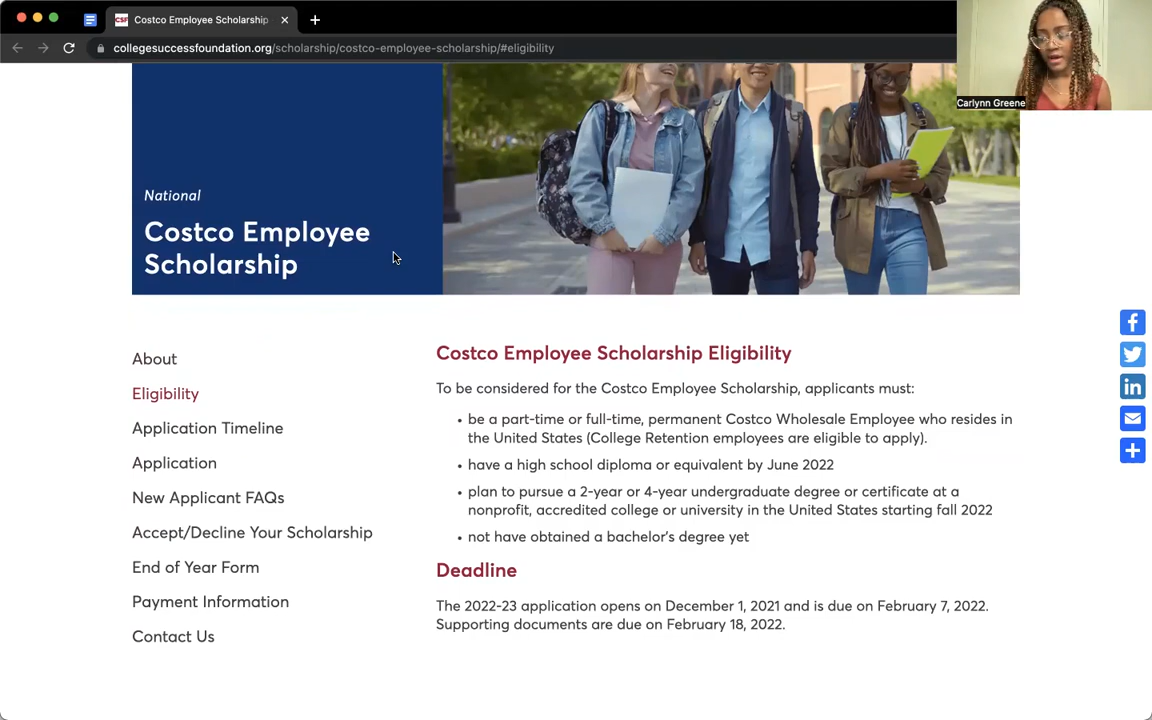 CSF
Costco Employee Scholarship
collegesuccessfoundation.org/scholarship/costco-employee-scholarship/#eligibility
Carlynn Greene
National
Costco Employee
Scholarship
About
Eligibility
Application Timeline
Application
New Applicant FAQs
Accept/Decline Your Scholarship
End of Year Form
Payment Information
Contact Us
Costco Employee Scholarship Eligibility
To be considered for the Costco Employee Scholarship, applicants must:
• be a part-time or full-time, permanent Costco Wholesale Employee who resides in
the United States (College Retention employees are eligible to apply).
• have a high school diploma or equivalent by June 2022
• plan to pursue a 2-year or 4-year undergraduate degree or certificate at a
nonprofit, accredited college or university in the United States starting fall 2022
• not have obtained a bachelor's degree yet
Deadline
The 2022-23 application opens on December 1, 2021 and is due on February 7, 2022.
Supporting documents are due on February 18, 2022.